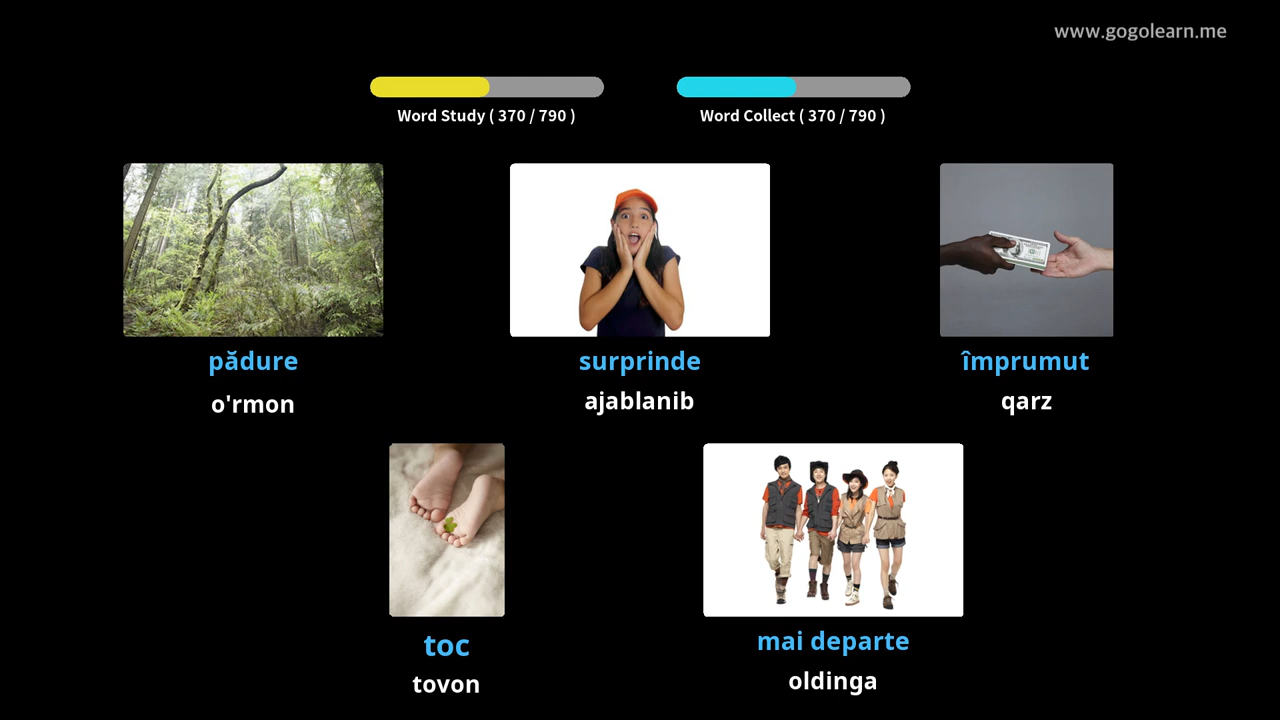 www.gogolearn.me
Word Study ( 370 / 790 )
Word Collect ( 370 / 790 )
pădure
o'rmon
surprinde
ajablanib
împrumut
qarz
toc
tovon
mai departe
oldinga